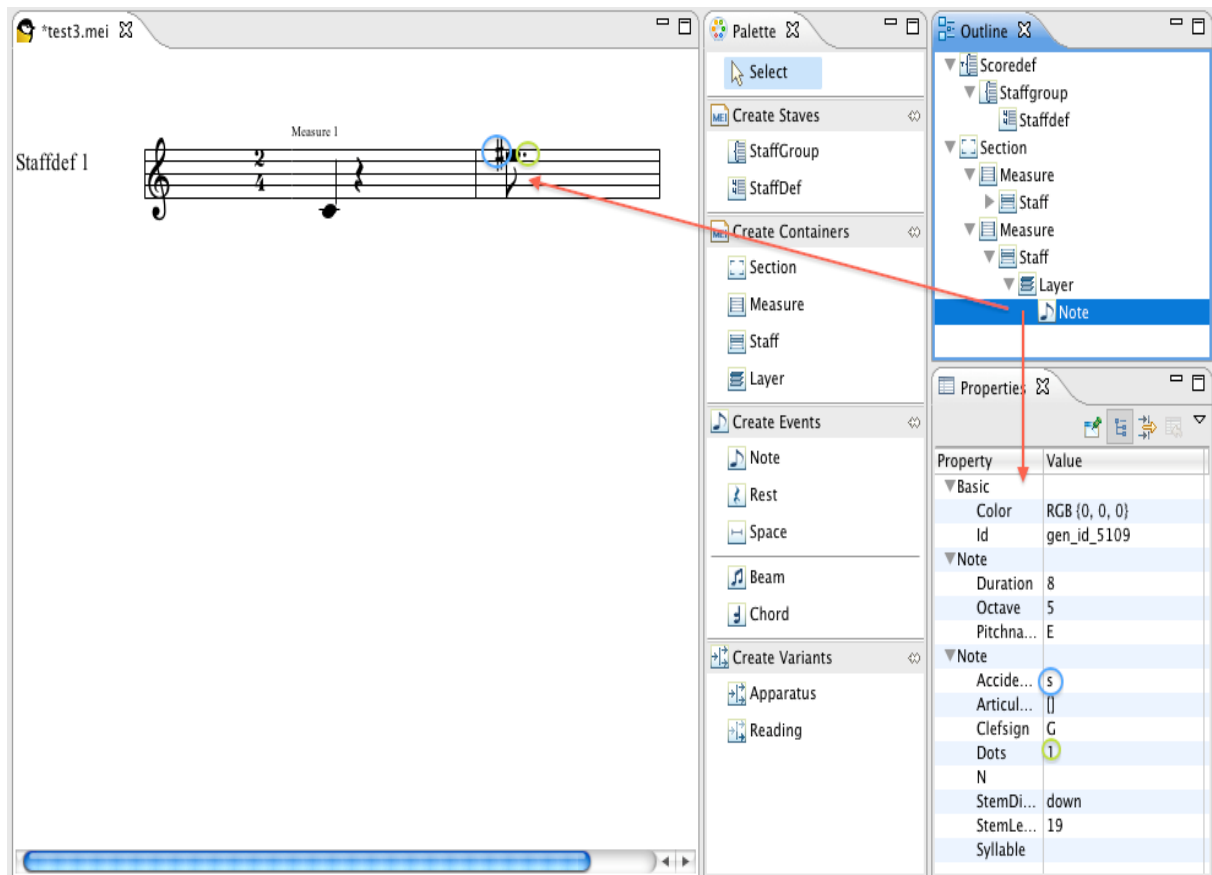 *test3.mei
Measure 1
Staffdef 1
2
4
Palette
Select
Create Staves
StaffGroup
StaffDef
Create Containers
Section
Measure
Staff
Layer
Create Events
Note
Rest
Space
Beam
Chord
Create Variants
Apparatus
Reading
Outline
Scoredef
Staffgroup
Staffdef
Section
Measure
Staff
Measure
Staff
Layer
Note
Properties
Property Value
Basic
Color RGB {0, 0, 0}
Id gen_id_5109
Note
Duration 8
Octave 5
Pitchna... E
Note
Accide... s
Articul... []
Clefsign G
Dots 1
N
StemDi... down
StemLe... 19
Syllable